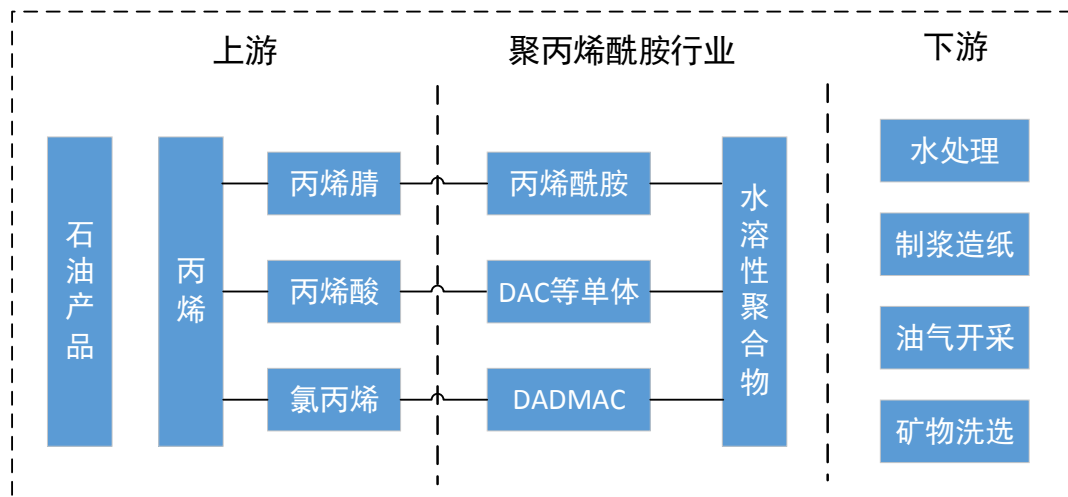 上游
聚丙烯酰胺行业
下游
石油产品
丙烯
丙烯腈
丙烯酸
氯丙烯
丙烯酰胺
DAC等单体
DADMAC
水溶性聚合物
水处理
制浆造纸
油气开采
矿物洗选